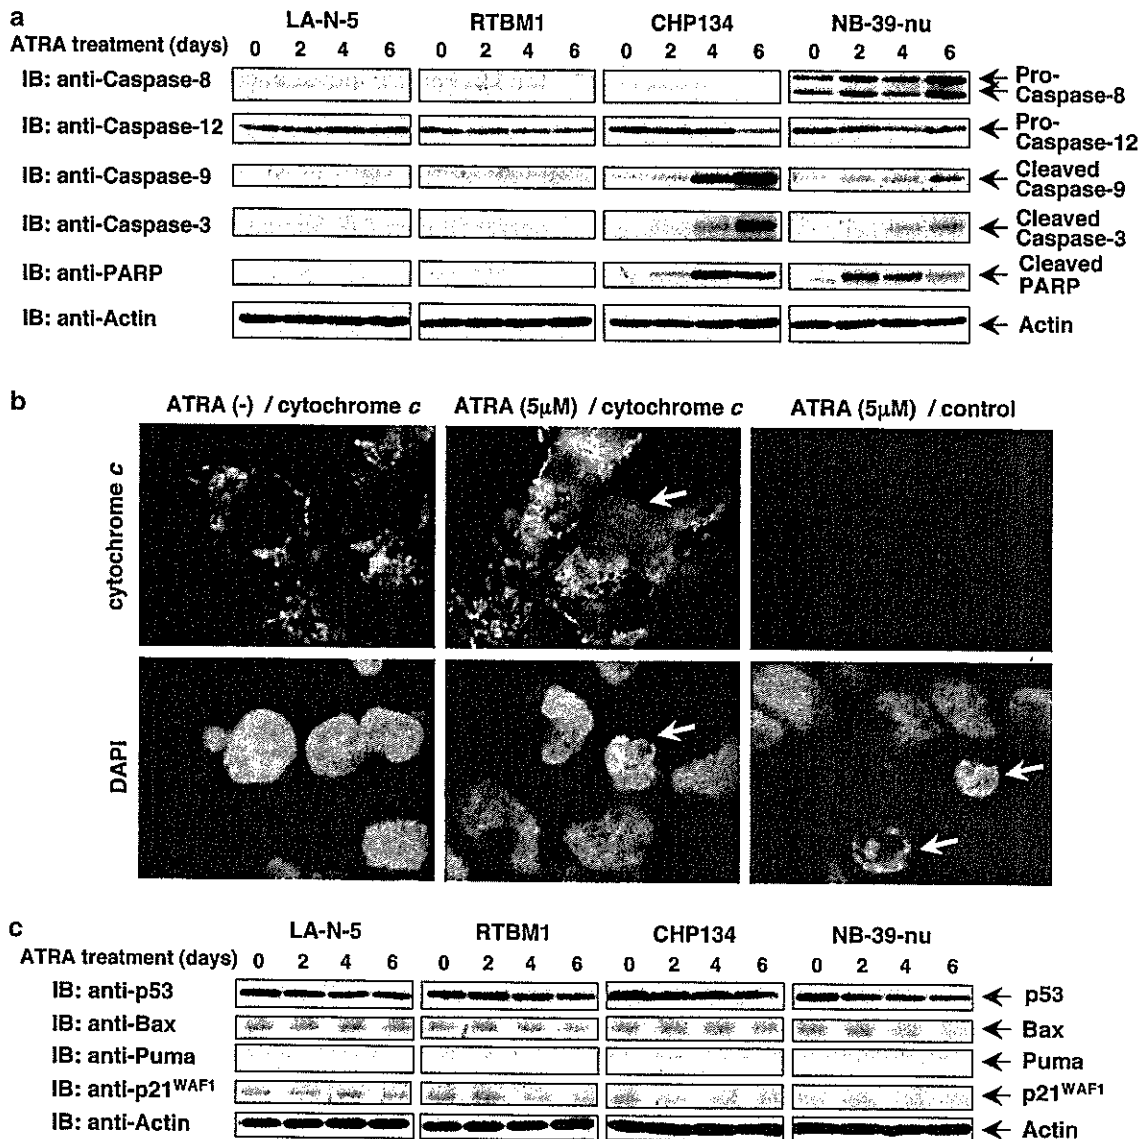 a
LA-N-5 RTBM1 CHP134 NB-39-nu
ATRA treatment (days) 0 2 4 6 0 2 4 6 0 2 4 6 0 2 4 6
IB: anti-Caspase-8 Pro-Caspase-8
IB: anti-Caspase-12 Pro-Caspase-12
IB: anti-Caspase-9 Cleaved Caspase-9
IB: anti-Caspase-3 Cleaved Caspase-3
IB: anti-PARP Cleaved PARP
IB: anti-Actin Actin
b
ATRA (-) / cytochrome c ATRA (5µM) / cytochrome c ATRA (5µM) / control
cytochrome c
DAPI
c
LA-N-5 RTBM1 CHP134 NB-39-nu
ATRA treatment (days) 0 2 4 6 0 2 4 6 0 2 4 6 0 2 4 6
IB: anti-p53 p53
IB: anti-Bax Bax
IB: anti-Puma Puma
IB: anti-p21WAF1 p21WAF1
IB: anti-Actin Actin